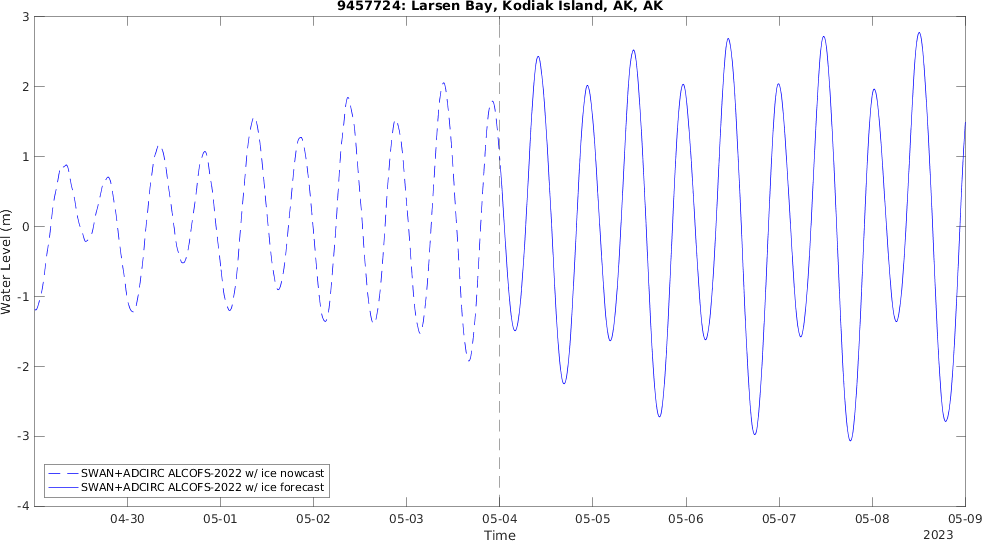 9457724: Larsen Bay, Kodiak Island, AK, AK
3
2
1
0
-1
-2
-3
-4
Water Level (m)
SWAN+ADCIRC ALCOFS-2022 w/ ice nowcast
SWAN+ADCIRC ALCOFS-2022 w/ ice forecast
04-30 05-01 05-02 05-03 05-04 05-05 05-06 05-07 05-08 05-09
Time
2023